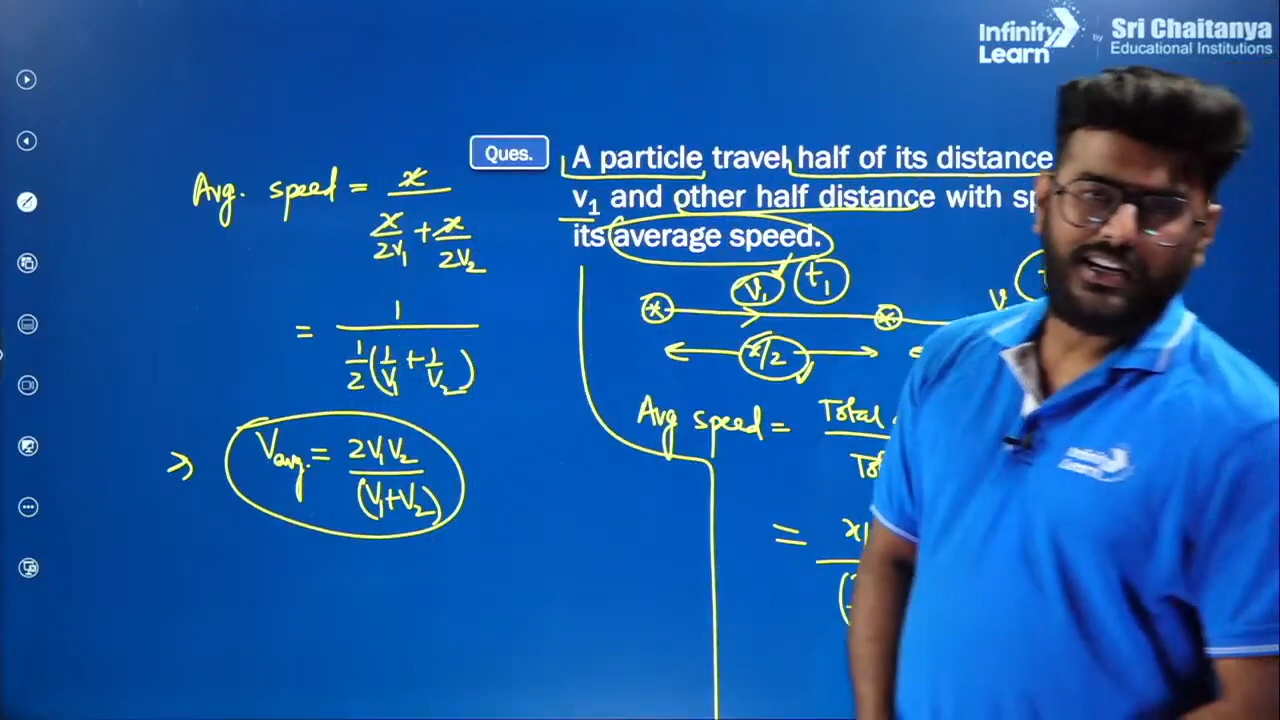 Infinity Learn by Sri Chaitanya Educational Institutions
Ques.
A particle travel half of its distance
v₁ and other half distance with
its average speed.
Avg. speed = x / (x/2V₁ + x/2V₂)
= 1 / (1/2 (1/V₁ + 1/V₂))
⇒ Vavg. = 2V₁V₂ / (V₁+V₂)
V₁ t₁
x/2
Avg speed = Total
=
Infinity Learn